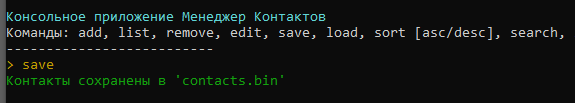 Консольное приложение Менеджер Контактов
Команды: add, list, remove, edit, save, load, sort [asc/desc], search,
--------------------------
> save
Контакты сохранены в 'contacts.bin'